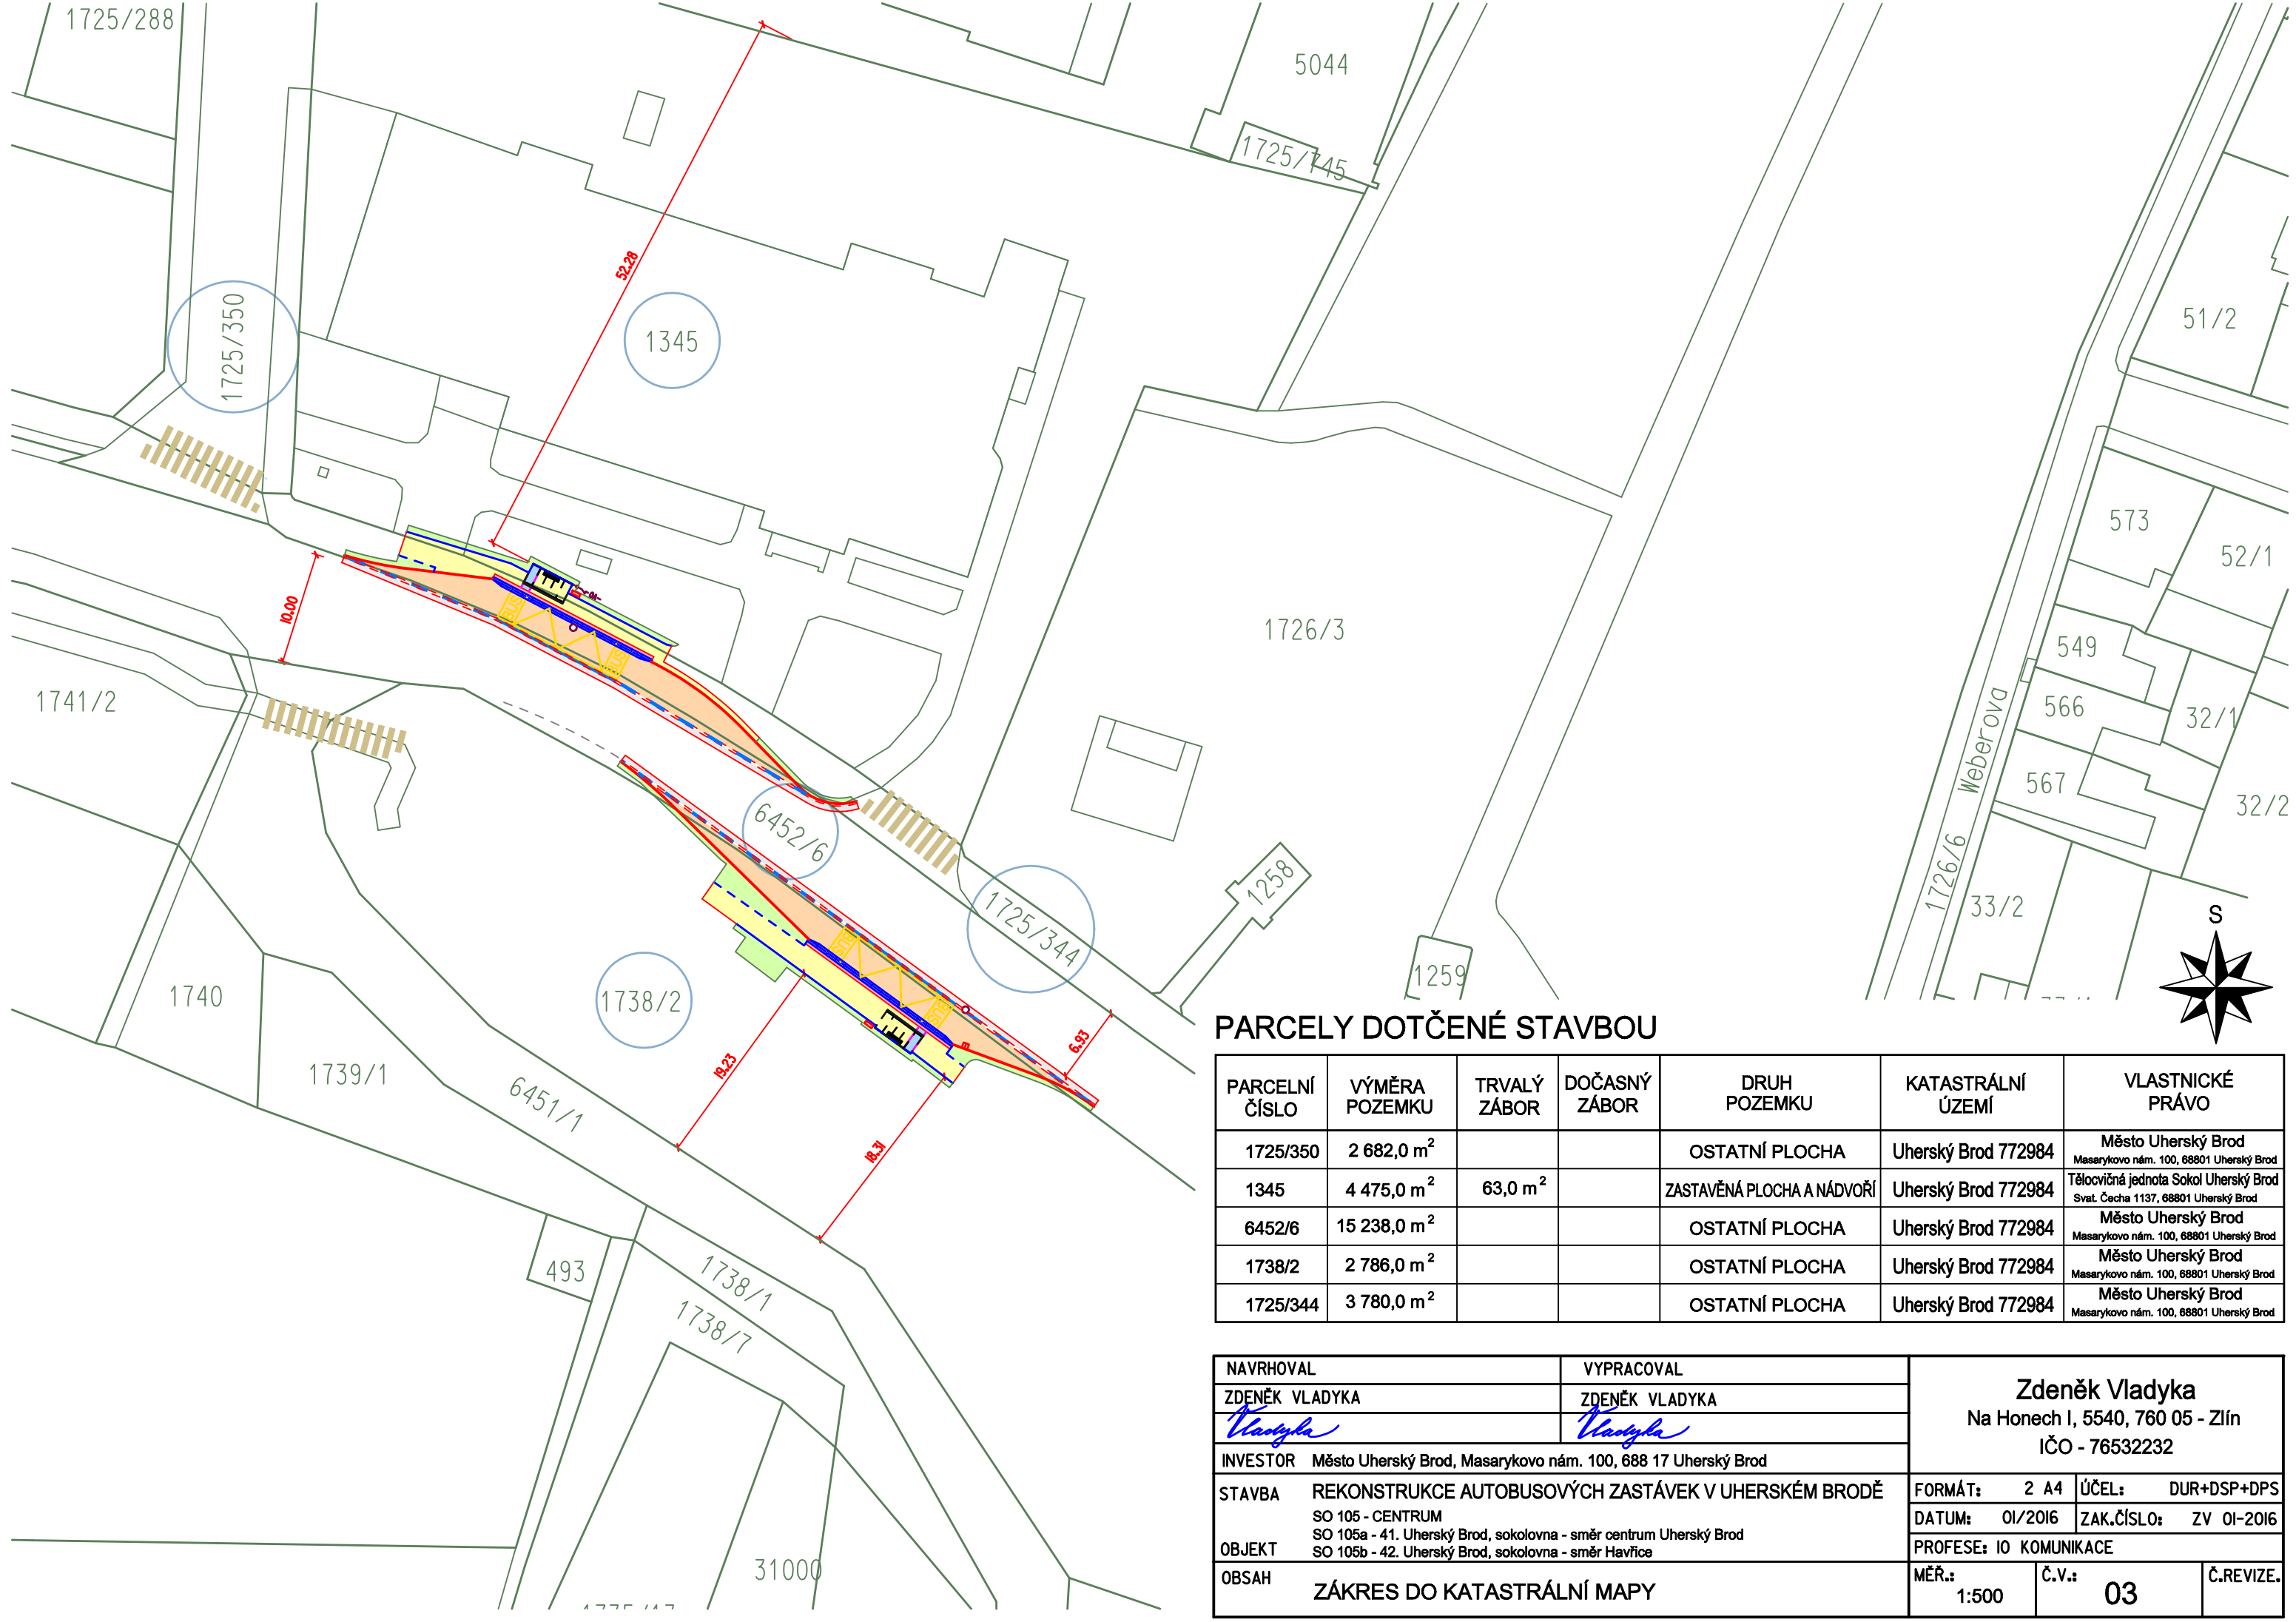 1725/288
5044
1725/745
52.28
1725/350
1345
51/2
573
52/1
10.00
BUS
BUS
1726/3
549
566
32/1
1741/2
Weberova
567
32/2
6452/6
1258
1726/6
33/2
1725/344
S
BUS
BUS
1740
1738/2
1259
6.93
19.23
1739/1
6451/1
18.31
493
1738/1
1738/7
31000
PARCELY DOTČENÉ STAVBOU
PARCELNÍ ČÍSLO VÝMĚRA POZEMKU TRVALÝ ZÁBOR DOČASNÝ ZÁBOR DRUH POZEMKU KATASTRÁLNÍ ÚZEMÍ VLASTNICKÉ PRÁVO
1725/350 2 682,0 m² OSTATNÍ PLOCHA Uherský Brod 772984 Město Uherský Brod
Masarykovo nám. 100, 68801 Uherský Brod
1345 4 475,0 m² 63,0 m² ZASTAVĚNÁ PLOCHA A NÁDVOŘÍ Uherský Brod 772984 Tělocvičná jednota Sokol Uherský Brod
Svat. Čecha 1137, 68801 Uherský Brod
6452/6 15 238,0 m² OSTATNÍ PLOCHA Uherský Brod 772984 Město Uherský Brod
Masarykovo nám. 100, 68801 Uherský Brod
1738/2 2 786,0 m² OSTATNÍ PLOCHA Uherský Brod 772984 Město Uherský Brod
Masarykovo nám. 100, 68801 Uherský Brod
1725/344 3 780,0 m² OSTATNÍ PLOCHA Uherský Brod 772984 Město Uherský Brod
Masarykovo nám. 100, 68801 Uherský Brod
NAVRHOVAL VYPRACOVAL
ZDENĚK VLADYKA ZDENĚK VLADYKA
Vladyka Vladyka
INVESTOR Město Uherský Brod, Masarykovo nám. 100, 688 17 Uherský Brod
STAVBA REKONSTRUKCE AUTOBUSOVÝCH ZASTÁVEK V UHERSKÉM BRODĚ
SO 105 - CENTRUM
SO 105a - 41. Uherský Brod, sokolovna - směr centrum Uherský Brod
OBJEKT SO 105b - 42. Uherský Brod, sokolovna - směr Havřice
OBSAH ZÁKRES DO KATASTRÁLNÍ MAPY
Zdeněk Vladyka
Na Honech I, 5540, 760 05 - Zlín
IČO - 76532232
FORMÁT: 2 A4 ÚČEL: DUR+DSP+DPS
DATUM: 01/2016 ZAK.ČÍSLO: ZV 01-2016
PROFESE: IO KOMUNIKACE
MĚŘ.: 1:500 Č.V.: 03 Č.REVIZE.